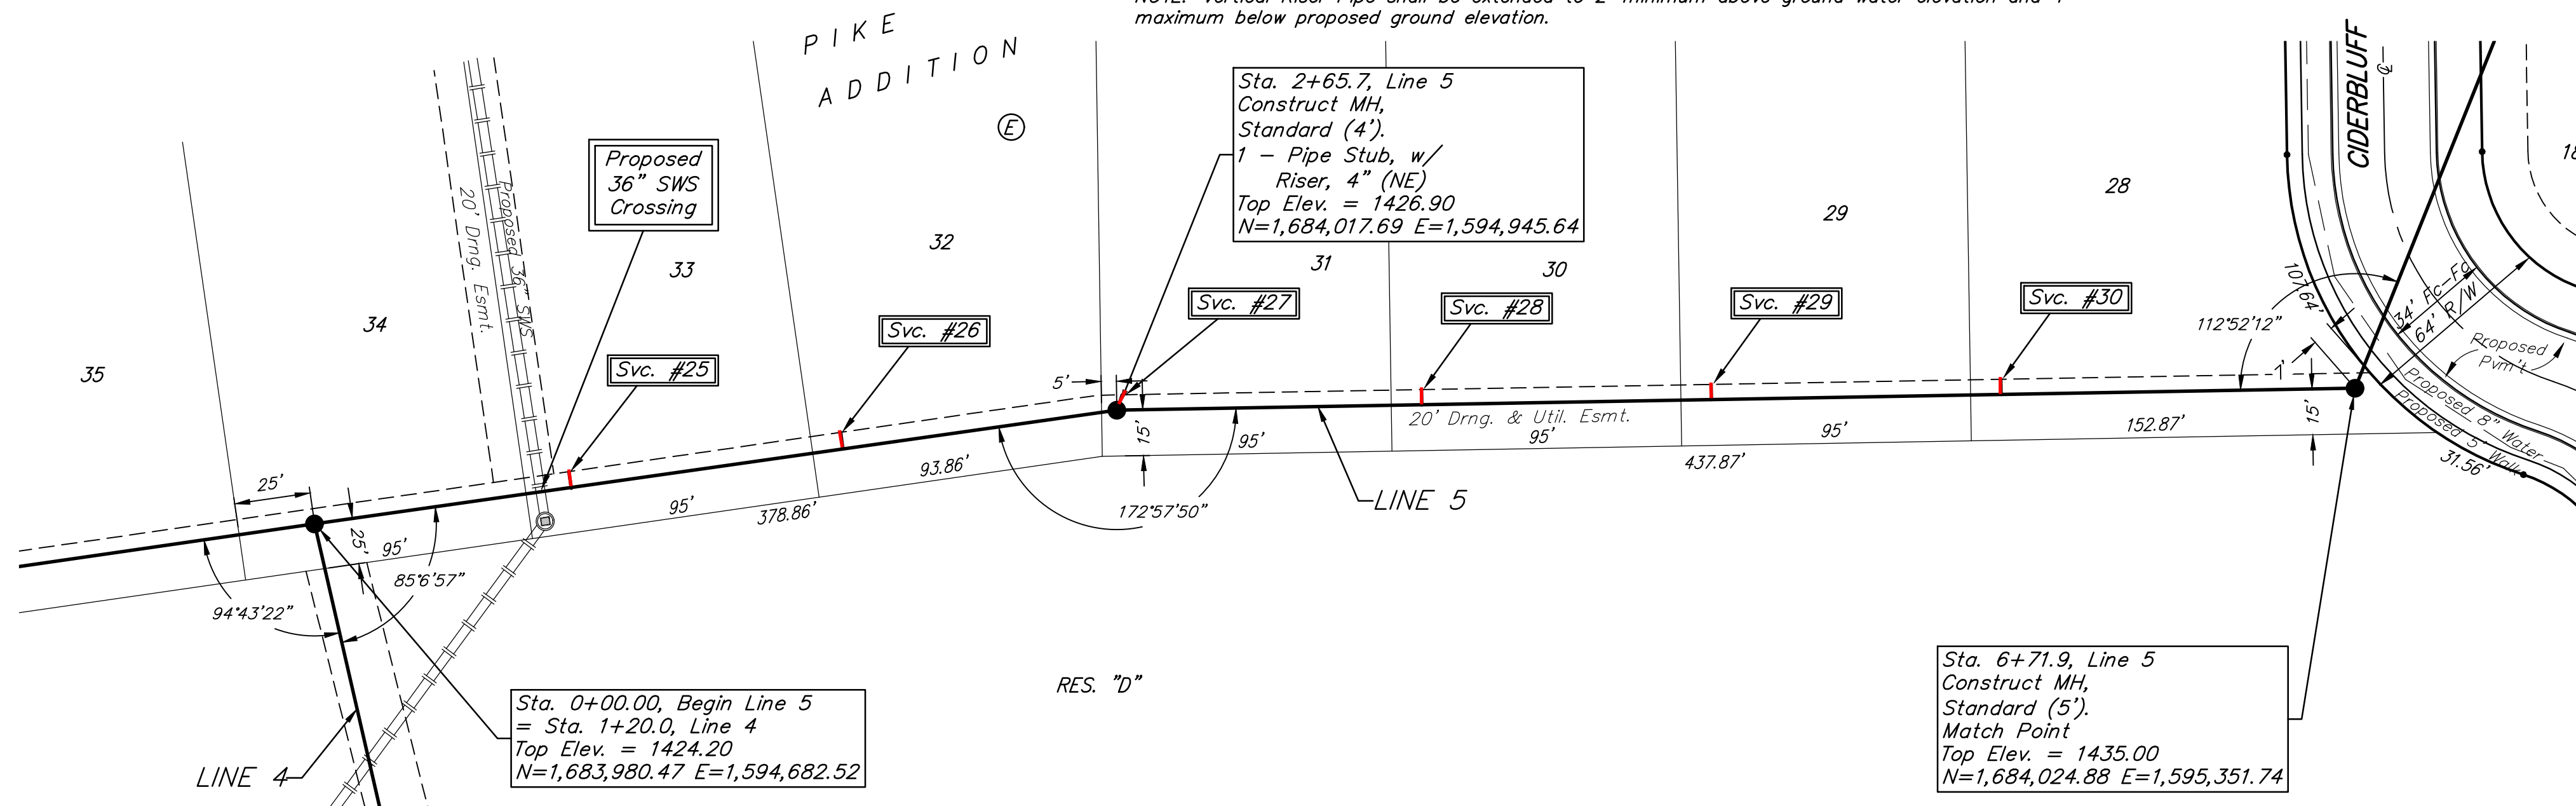 maximum below proposed ground elevation.
PIKE
ADDITION
E
CIDERBLUFF
℄
Sta. 2+65.7, Line 5
Construct MH,
Standard (4').
1 - Pipe Stub, w/
Riser, 4" (NE)
Top Elev. = 1426.90
N=1,684,017.69 E=1,594,945.64
Proposed
36" SWS
Crossing
20' Drng. Esmt.
Proposed 36" SWS
35
34
33
32
31
30
29
28
Svc. #25
Svc. #26
Svc. #27
Svc. #28
Svc. #29
Svc. #30
107.64'
34' Fc-Fc
64' R/W
112°52'12"
Proposed
Pvm't
1'
15'
Proposed 8" Water
Proposed 5' Walk
31.56'
5'
15'
20' Drng. & Util. Esmt.
95'
95'
95'
152.87'
437.87'
93.86'
95'
378.86'
172°57'50"
LINE 5
25'
25'
95'
85°6'57"
94°43'22"
RES. "D"
LINE 4
Sta. 0+00.00, Begin Line 5
= Sta. 1+20.0, Line 4
Top Elev. = 1424.20
N=1,683,980.47 E=1,594,682.52
Sta. 6+71.9, Line 5
Construct MH,
Standard (5').
Match Point
Top Elev. = 1435.00
N=1,684,024.88 E=1,595,351.74